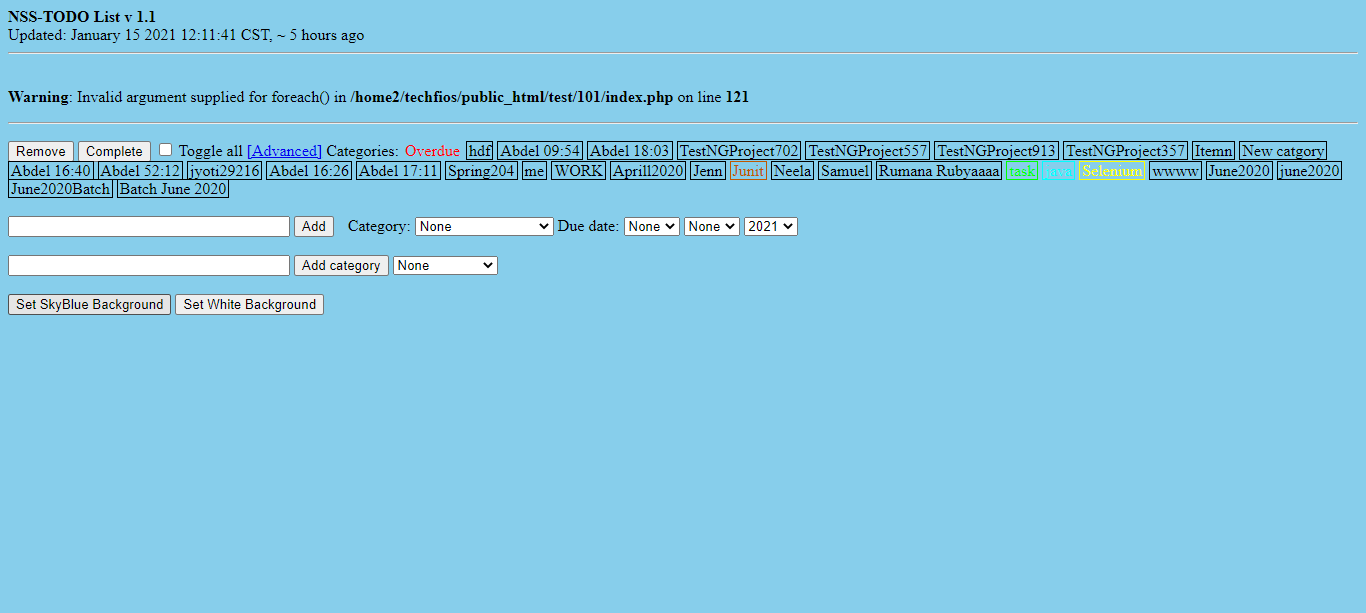 NSS-TODO List v 1.1
Updated: January 15 2021 12:11:41 CST, ~ 5 hours ago
Warning: Invalid argument supplied for foreach() in /home2/techfios/public_html/test/101/index.php on line 121
Remove Complete Toggle all [Advanced] Categories: Overdue hdf Abdel 09:54 Abdel 18:03 TestNGProject702 TestNGProject557 TestNGProject913 TestNGProject357 Itemn New catgory
Abdel 16:40 Abdel 52:12 jyoti29216 Abdel 16:26 Abdel 17:11 Spring204 me WORK Aprill2020 Jenn Junit Neela Samuel Rumana Rubyaaaa task java Selenium wwww June2020 june2020
June2020Batch Batch June 2020
Add Category: None Due date: None None 2021
Add category None
Set SkyBlue Background Set White Background